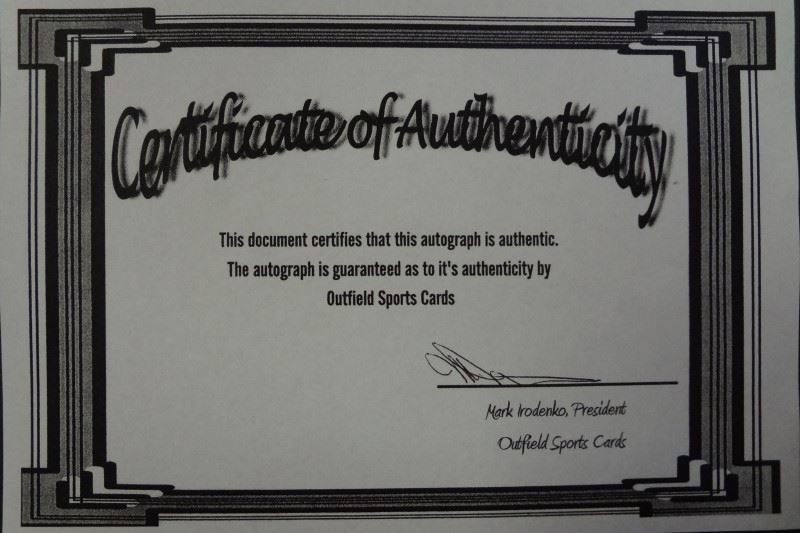 Certificate of Authenticity
This document certifies that this autograph is authentic.
The autograph is guaranteed as to it's authenticity by
Outfield Sports Cards
Mark Irodenko, President
Outfield Sports Cards